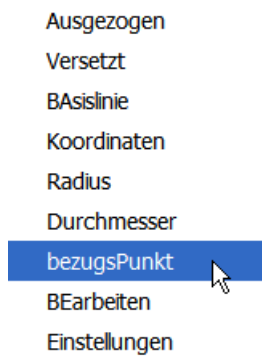 Ausgezogen
Versetzt
BAsislinie
Koordinaten
Radius
Durchmesser
bezugsPunkt
BEarbeiten
Einstellungen